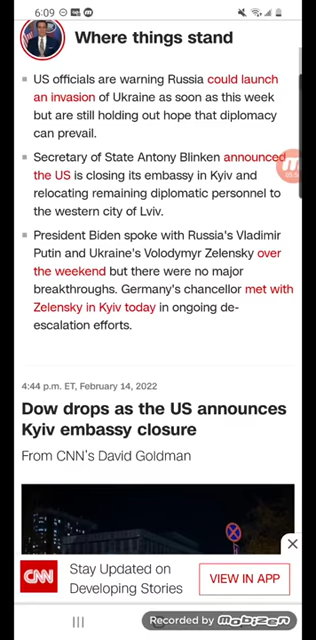 6:09
Where things stand
US officials are warning Russia could launch
an invasion of Ukraine as soon as this week
but are still holding out hope that diplomacy
can prevail.
Secretary of State Antony Blinken announced
the US is closing its embassy in Kyiv and
relocating remaining diplomatic personnel to
the western city of Lviv.
President Biden spoke with Russia's Vladimir
Putin and Ukraine's Volodymyr Zelensky over
the weekend but there were no major
breakthroughs. Germany's chancellor met with
Zelensky in Kyiv today in ongoing de-
escalation efforts.
4:44 p.m. ET, February 14, 2022
Dow drops as the US announces
Kyiv embassy closure
From CNN's David Goldman
CNN
Stay Updated on
Developing Stories
VIEW IN APP
Recorded by mobizen